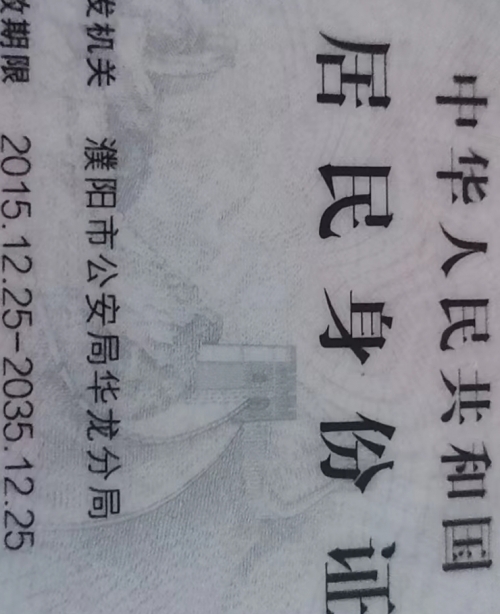 中华人民共和国
居民身份证
发机关 濮阳市公安局华龙分局
效期限 2015.12.25-2035.12.25